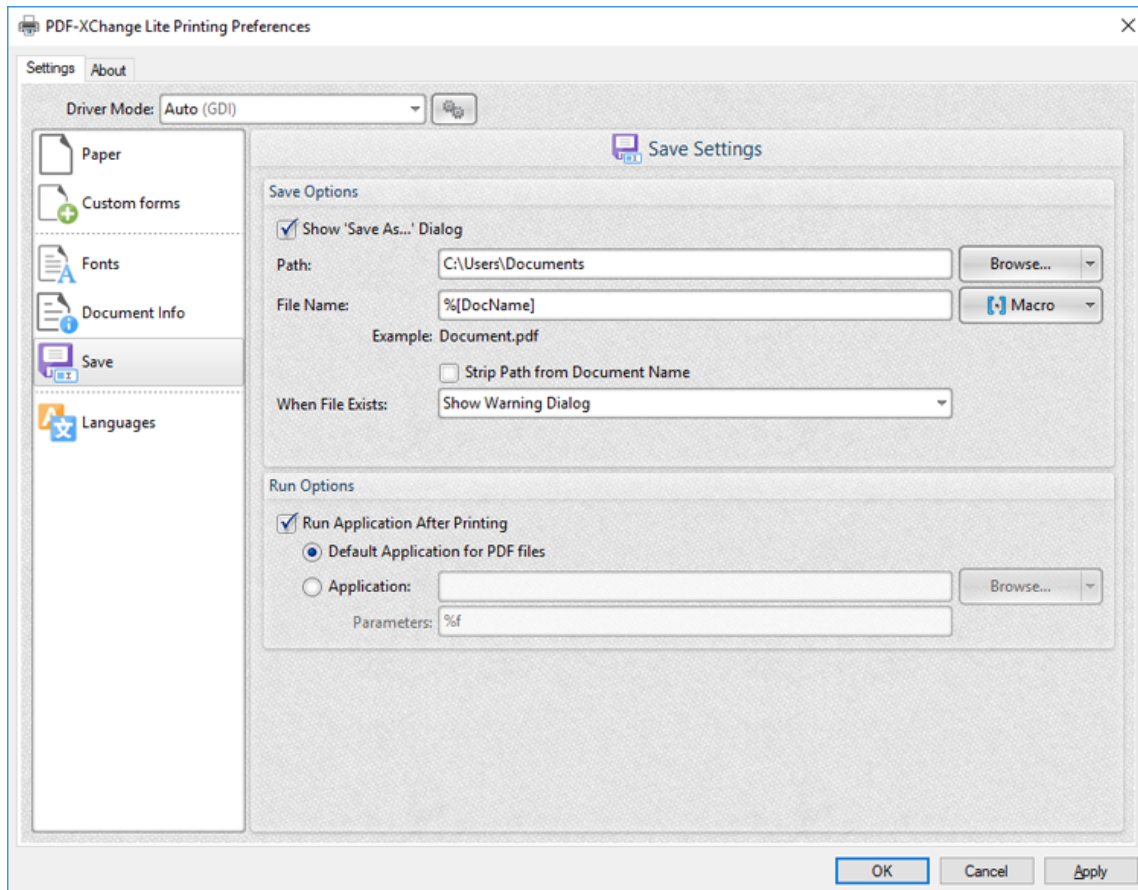 PDF-XChange Lite Printing Preferences
Settings About
Driver Mode: Auto (GDI)
Paper
Custom forms
Fonts
Document Info
Save
Languages
Save Settings
Save Options
Show 'Save As...' Dialog
Path: C:\Users\Documents Browse...
File Name: %[DocName] Macro
Example: Document.pdf
Strip Path from Document Name
When File Exists: Show Warning Dialog
Run Options
Run Application After Printing
Default Application for PDF files
Application: Browse...
Parameters: %f
OK Cancel Apply